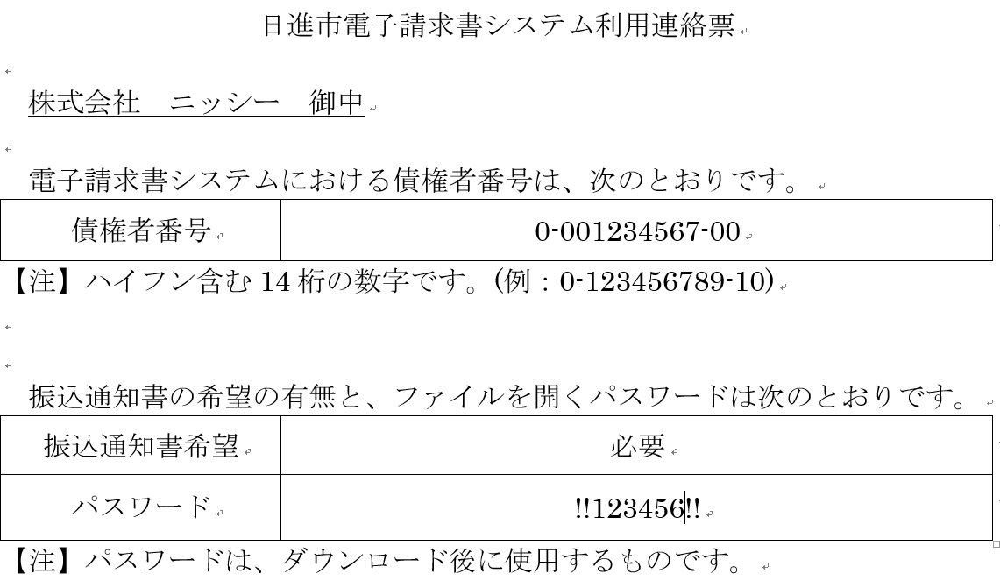 日進市電子請求書システム利用連絡票
株式会社　ニッシー　御中
電子請求書システムにおける債権者番号は、次のとおりです。
債権者番号　0-001234567-00
【注】ハイフン含む 14 桁の数字です。(例：0-123456789-10)
振込通知書の希望の有無と、ファイルを開くパスワードは次のとおりです。
振込通知書希望　必要
パスワード　!!123456!!
【注】パスワードは、ダウンロード後に使用するものです。